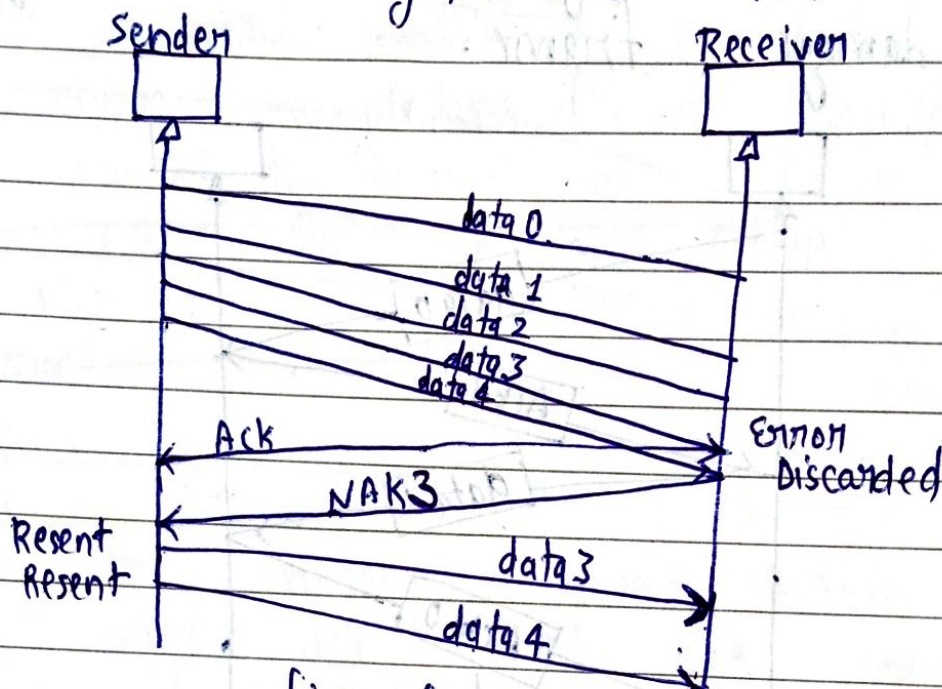 Sender
Receiver
data 0
data 1
data 2
data 3
data 4
Ack
Error
Discarded
NAK3
Resent
Resent
data 3
data 4